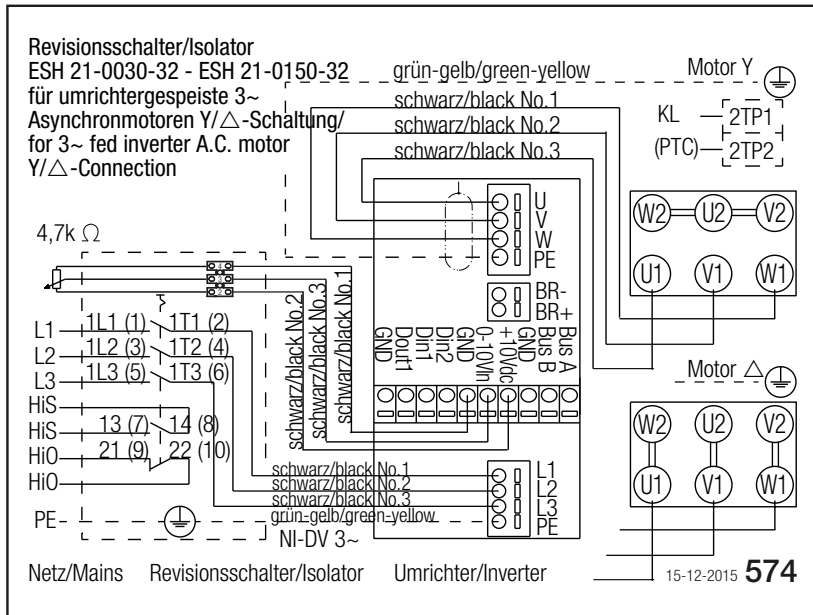 Revisionsschalter/Isolator
ESH 21-0030-32 - ESH 21-0150-32
für umrichtergespeiste 3~
Asynchronmotoren Y/△-Schaltung/
for 3~ fed inverter A.C. motor
Y/△-Connection
grün-gelb/green-yellow
schwarz/black No.1
schwarz/black No.2
schwarz/black No.3
Motor Y
KL
2TP1
(PTC)
2TP2
W2 U2 V2
U1 V1 W1
U
V
W
PE
BR-
BR+
4,7k Ω
4
3
2
schwarz/black No.2
schwarz/black No.3
schwarz/black No.1
GND
Dout1
Din1
Din2
GND
0-10Vin
+10Vdc
GND
Bus B
Bus A
L1 1L1 (1) 1T1 (2)
L2 1L2 (3) 1T2 (4)
L3 1L3 (5) 1T3 (6)
HiS
HiS 13 (7) 14 (8)
HiO 21 (9) 22 (10)
HiO
PE
Motor △
W2 U2 V2
U1 V1 W1
schwarz/black No.1
schwarz/black No.2
schwarz/black No.3
grün-gelb/green-yellow
L1
L2
L3
PE
NI-DV 3~
Netz/Mains Revisionsschalter/Isolator Umrichter/Inverter
15-12-2015 574